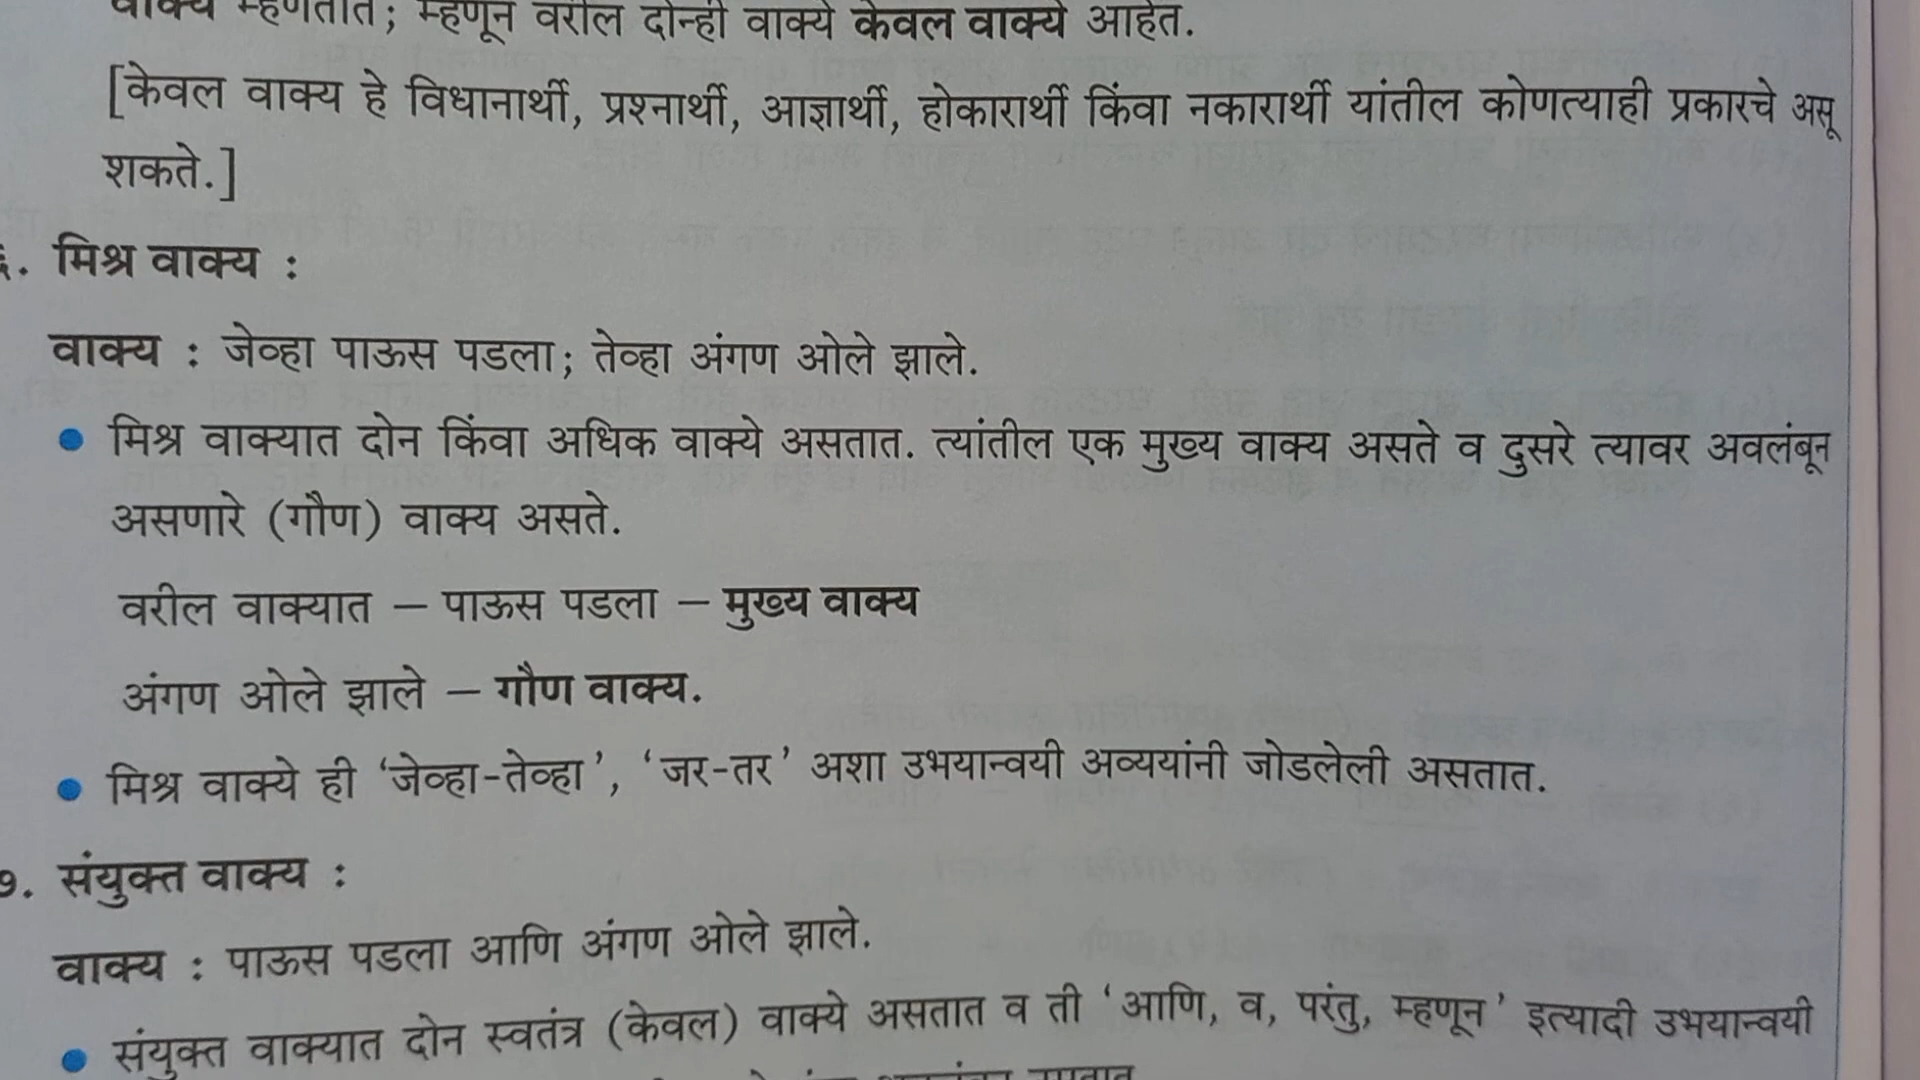 वाक्य म्हणतात; म्हणून वरील दोन्ही वाक्ये केवल वाक्ये आहेत.
[केवल वाक्य हे विधानार्थी, प्रश्नार्थी, आज्ञार्थी, होकारार्थी किंवा नकारार्थी यांतील कोणत्याही प्रकारचे असू
शकते.]
६. मिश्र वाक्य :
वाक्य : जेव्हा पाऊस पडला; तेव्हा अंगण ओले झाले.
● मिश्र वाक्यात दोन किंवा अधिक वाक्ये असतात. त्यांतील एक मुख्य वाक्य असते व दुसरे त्यावर अवलंबून
असणारे (गौण) वाक्य असते.
वरील वाक्यात – पाऊस पडला – मुख्य वाक्य
अंगण ओले झाले – गौण वाक्य.
● मिश्र वाक्ये ही ‘जेव्हा-तेव्हा’, ‘जर-तर’ अशा उभयान्वयी अव्ययांनी जोडलेली असतात.
७. संयुक्त वाक्य :
वाक्य : पाऊस पडला आणि अंगण ओले झाले.
● संयुक्त वाक्यात दोन स्वतंत्र (केवल) वाक्ये असतात व ती ‘आणि, व, परंतु, म्हणून’ इत्यादी उभयान्वयी